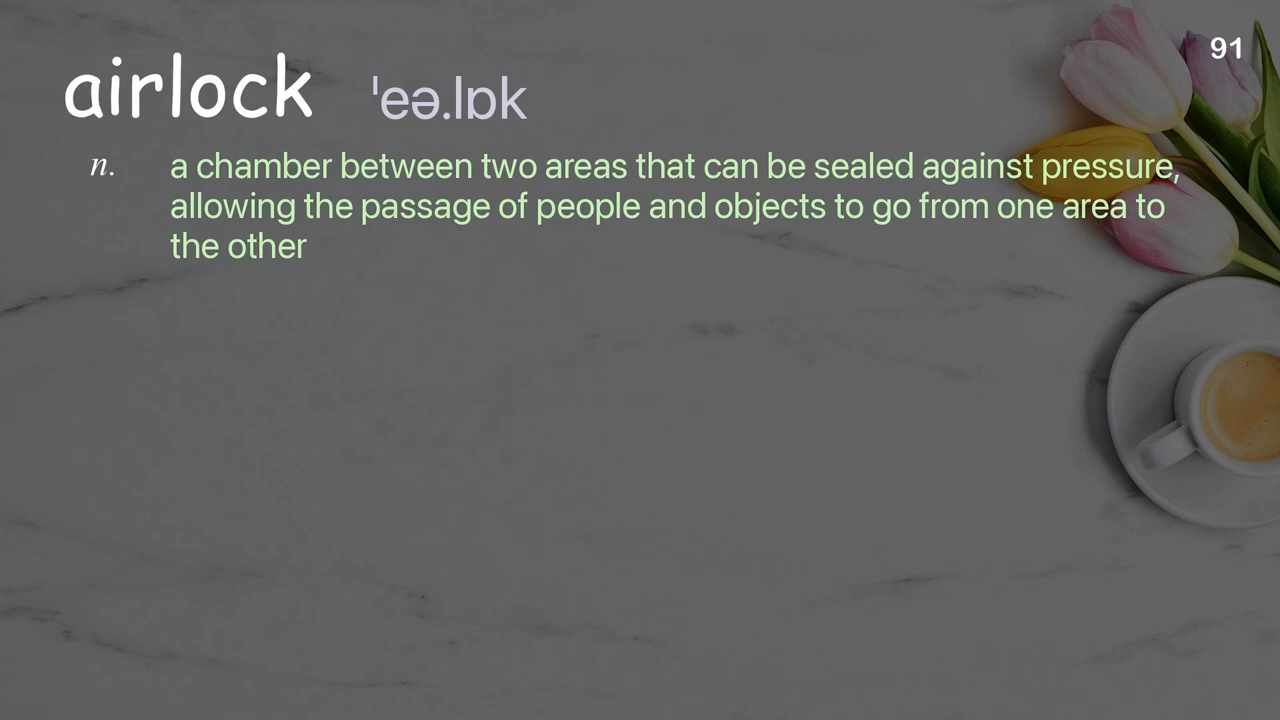 91
airlock ˈeə.lɒk
n. a chamber between two areas that can be sealed against pressure,
allowing the passage of people and objects to go from one area to
the other